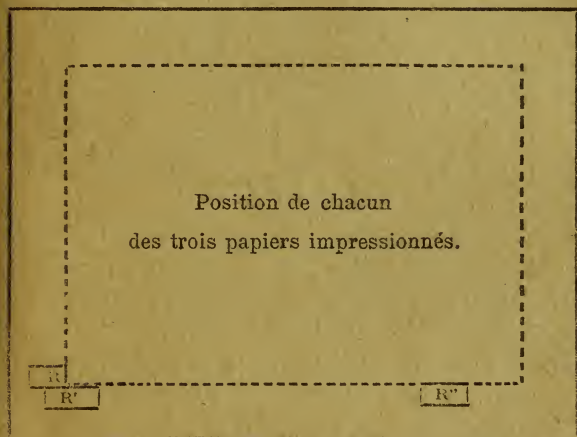 Position de chacun
des trois papiers impressionnés.
R
R'
R"